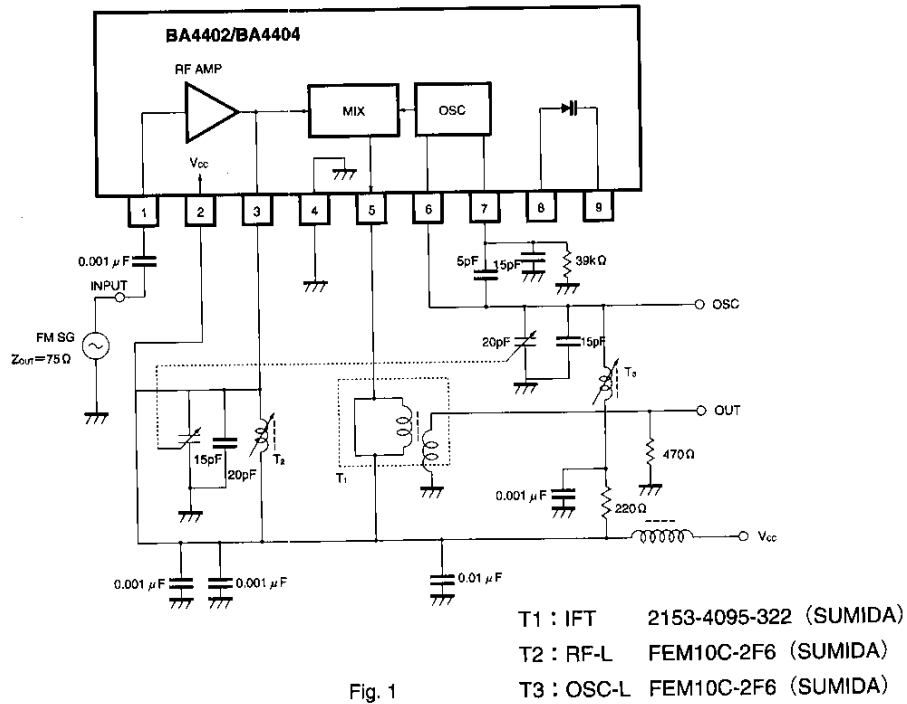 BA4402/BA4404
RF AMP
MIX
OSC
Vcc
1
2
3
4
5
6
7
8
9
0.001 μF
INPUT
FM SG
ZOUT=75Ω
5pF
15pF
39kΩ
OSC
20pF
15pF
T3
OUT
15pF
20pF
T2
T1
470Ω
0.001 μF
220Ω
Vcc
0.001 μF
0.001 μF
0.01 μF
T1 : IFT 2153-4095-322 (SUMIDA)
T2 : RF-L FEM10C-2F6 (SUMIDA)
T3 : OSC-L FEM10C-2F6 (SUMIDA)
Fig. 1